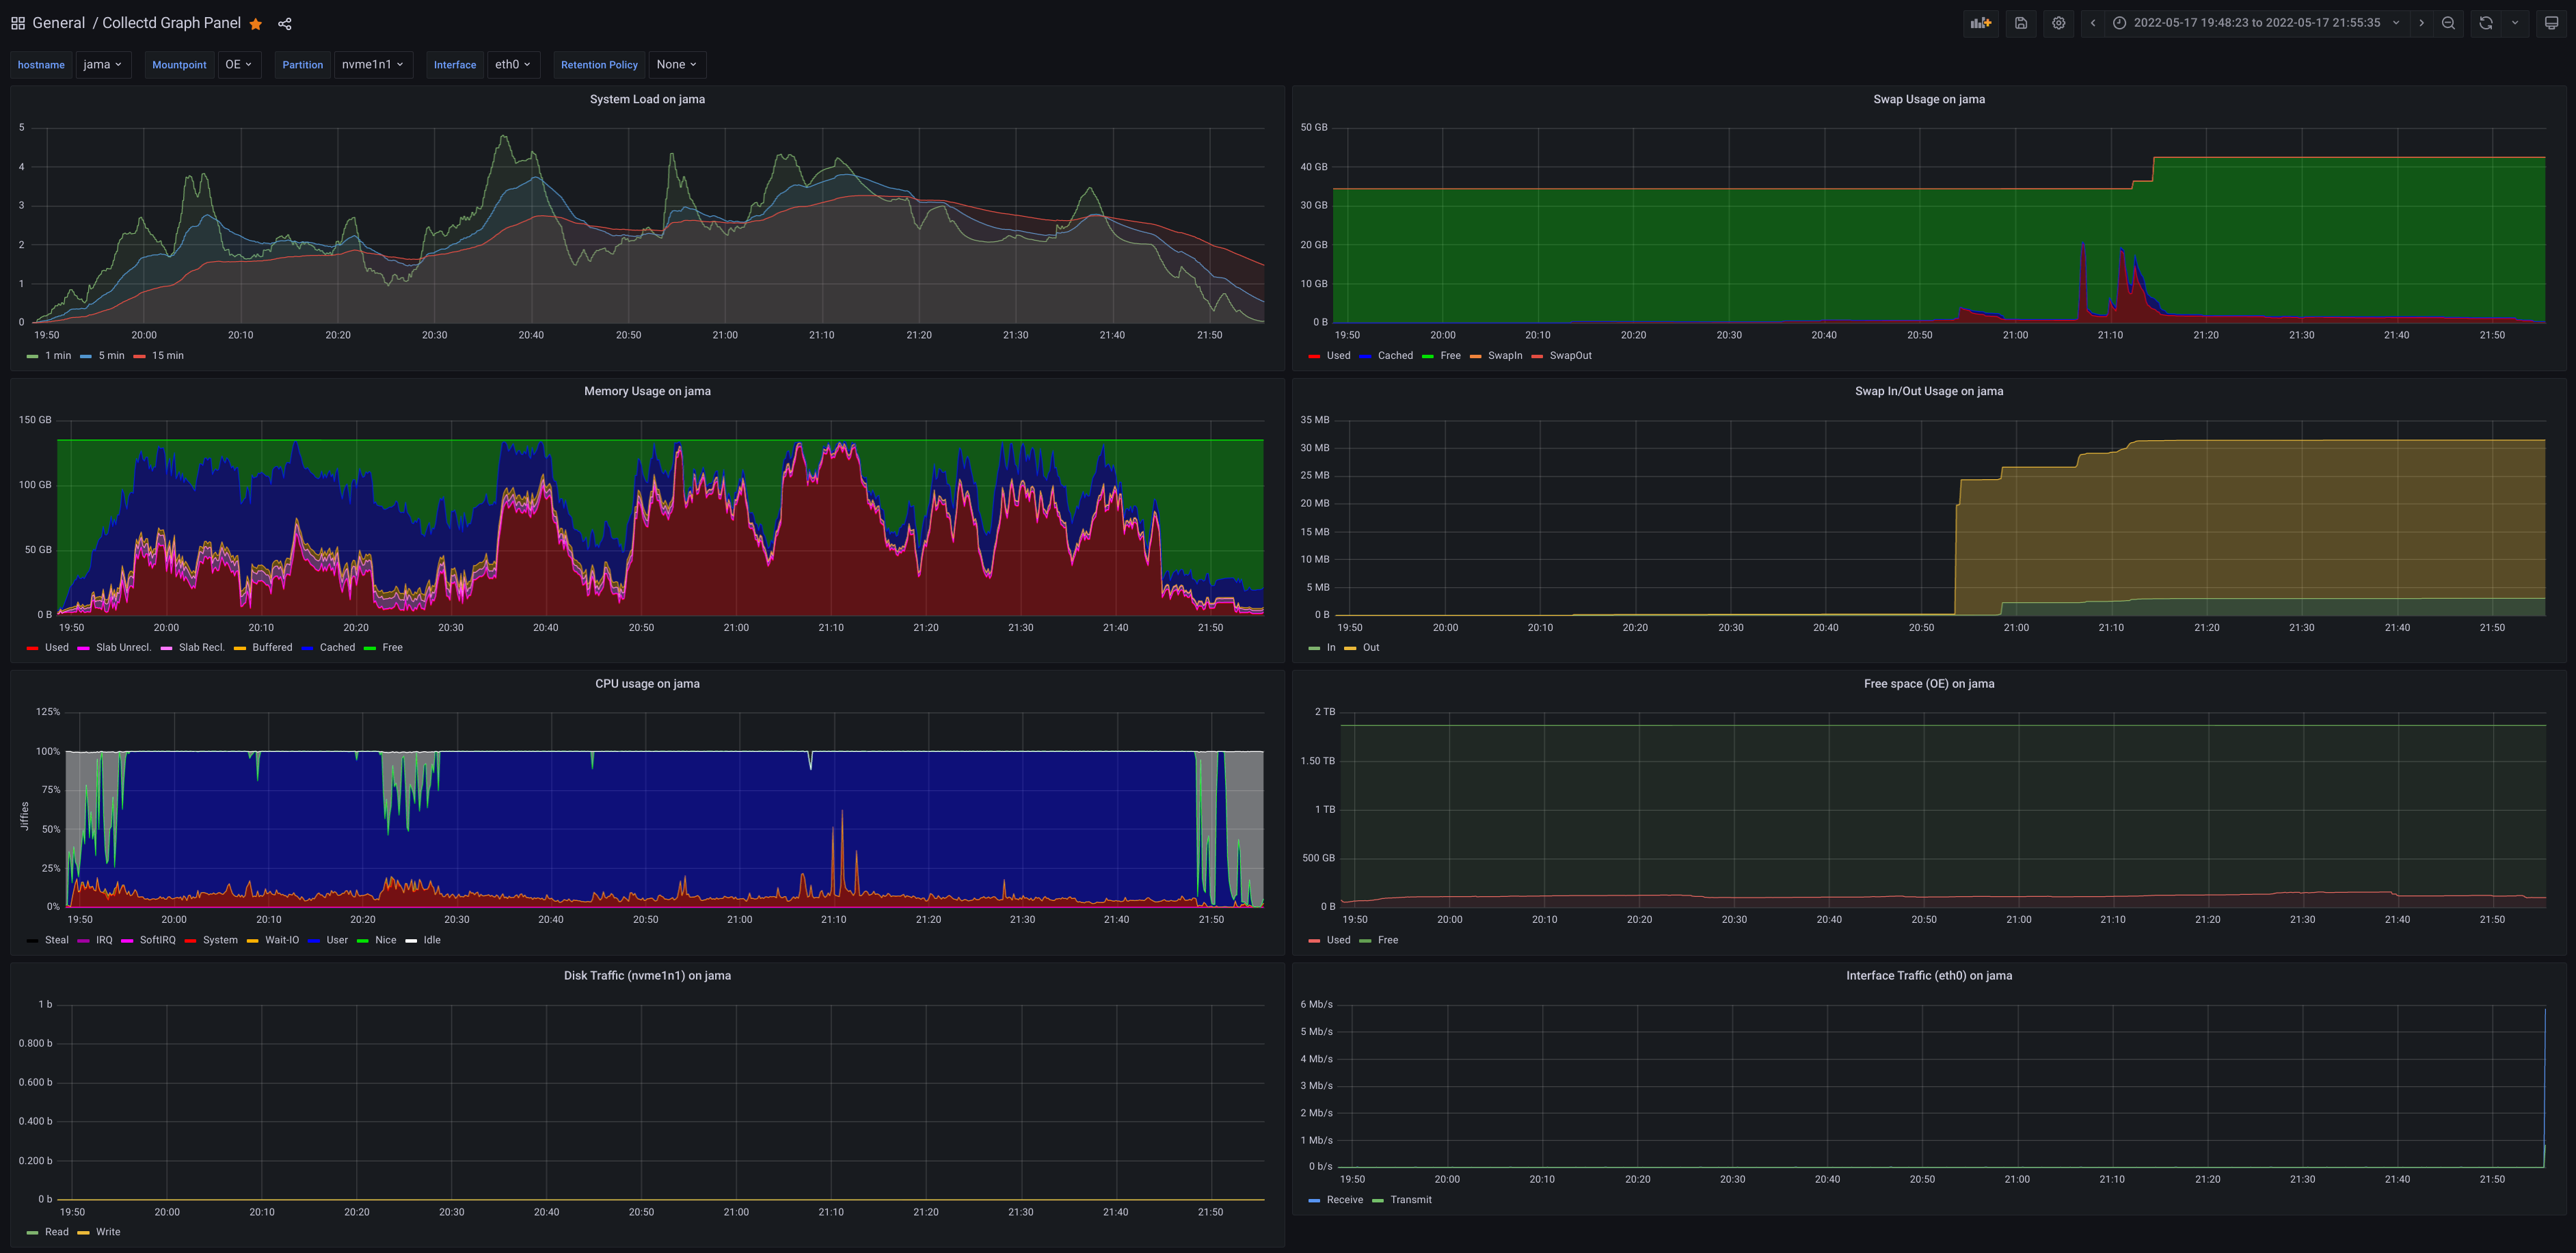 General / Collectd Graph Panel
2022-05-17 19:48:23 to 2022-05-17 21:55:35
hostname jama Mountpoint OE Partition nvme1n1 Interface eth0 Retention Policy None
System Load on jama
5
4
3
2
1
0
19:50 20:00 20:10 20:20 20:30 20:40 20:50 21:00 21:10 21:20 21:30 21:40 21:50
1 min 5 min 15 min
Swap Usage on jama
50 GB
40 GB
30 GB
20 GB
10 GB
0 B
19:50 20:00 20:10 20:20 20:30 20:40 20:50 21:00 21:10 21:20 21:30 21:40 21:50
Used Cached Free SwapIn SwapOut
Memory Usage on jama
150 GB
100 GB
50 GB
0 B
19:50 20:00 20:10 20:20 20:30 20:40 20:50 21:00 21:10 21:20 21:30 21:40 21:50
Used Slab Unrecl. Slab Recl. Buffered Cached Free
Swap In/Out Usage on jama
35 MB
30 MB
25 MB
20 MB
15 MB
10 MB
5 MB
0 B
19:50 20:00 20:10 20:20 20:30 20:40 20:50 21:00 21:10 21:20 21:30 21:40 21:50
In Out
CPU usage on jama
Jiffies
125%
100%
75%
50%
25%
0%
19:50 20:00 20:10 20:20 20:30 20:40 20:50 21:00 21:10 21:20 21:30 21:40 21:50
Steal IRQ SoftIRQ System Wait-IO User Nice Idle
Free space (OE) on jama
2 TB
1.50 TB
1 TB
500 GB
0 B
19:50 20:00 20:10 20:20 20:30 20:40 20:50 21:00 21:10 21:20 21:30 21:40 21:50
Used Free
Disk Traffic (nvme1n1) on jama
1 b
0.800 b
0.600 b
0.400 b
0.200 b
0 b
19:50 20:00 20:10 20:20 20:30 20:40 20:50 21:00 21:10 21:20 21:30 21:40 21:50
Read Write
Interface Traffic (eth0) on jama
6 Mb/s
5 Mb/s
4 Mb/s
3 Mb/s
2 Mb/s
1 Mb/s
0 b/s
19:50 20:00 20:10 20:20 20:30 20:40 20:50 21:00 21:10 21:20 21:30 21:40 21:50
Receive Transmit